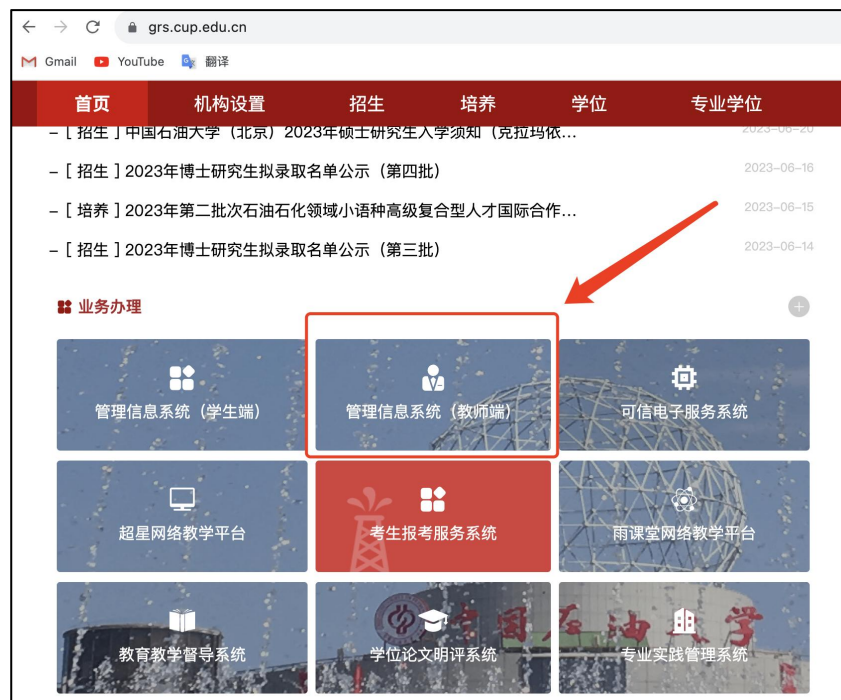 grs.cup.edu.cn
Gmail YouTube 翻译
首页 机构设置 招生 培养 学位 专业学位
– [ 招生 ] 中国石油大学（北京）2023年硕士研究生入学须知（克拉玛依… 2023-06-20
– [ 招生 ] 2023年博士研究生拟录取名单公示（第四批） 2023-06-16
– [ 培养 ] 2023年第二批次石油石化领域小语种高级复合型人才国际合作… 2023-06-15
– [ 招生 ] 2023年博士研究生拟录取名单公示（第三批） 2023-06-14
业务办理
管理信息系统（学生端） 管理信息系统（教师端） 可信电子服务系统
超星网络教学平台 考生报考服务系统 雨课堂网络教学平台
中国石油大学
教育教学督导系统 学位论文明评系统 专业实践管理系统